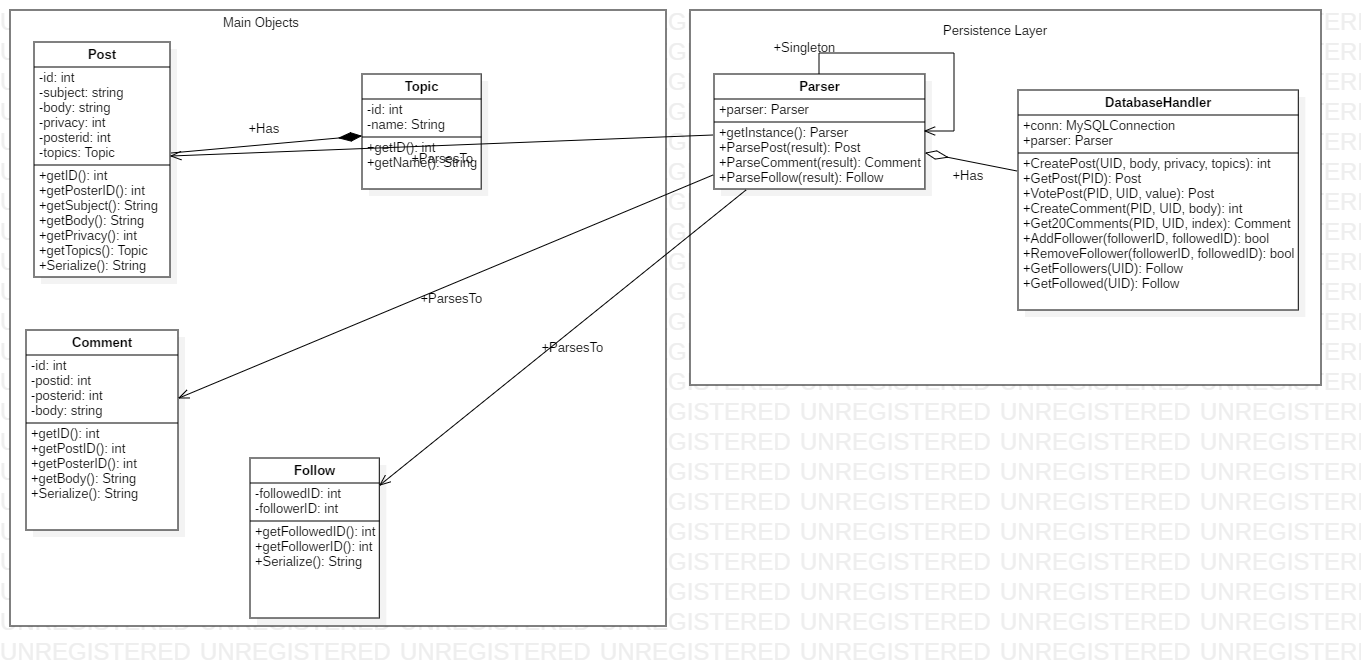 Main Objects
Post
-id: int
-subject: string
-body: string
-privacy: int
-posterid: int
-topics: Topic
+getID(): int
+getPosterID(): int
+getSubject(): String
+getBody(): String
+getPrivacy(): int
+getTopics(): Topic
+Serialize(): String
+Has
Topic
-id: int
-name: String
+getID(): int
+getName(): String
+ParsesTo
Comment
-id: int
-postid: int
-posterid: int
-body: string
+getID(): int
+getPostID(): int
+getPosterID(): int
+getBody(): String
+Serialize(): String
+ParsesTo
+ParsesTo
Follow
-followedID: int
-followerID: int
+getFollowedID(): int
+getFollowerID(): int
+Serialize(): String
Persistence Layer
+Singleton
Parser
+parser: Parser
+getInstance(): Parser
+ParsePost(result): Post
+ParseComment(result): Comment
+ParseFollow(result): Follow
+Has
DatabaseHandler
+conn: MySQLConnection
+parser: Parser
+CreatePost(UID, body, privacy, topics): int
+GetPost(PID): Post
+VotePost(PID, UID, value): Post
+CreateComment(PID, UID, body): int
+Get20Comments(PID, UID, index): Comment
+AddFollower(followerID, followedID): bool
+RemoveFollower(followerID, followedID): bool
+GetFollowers(UID): Follow
+GetFollowed(UID): Follow
UNREGISTERED UNREGISTERED UNREGISTERED UNREGISTERED UNREGISTERED UNREGISTERED